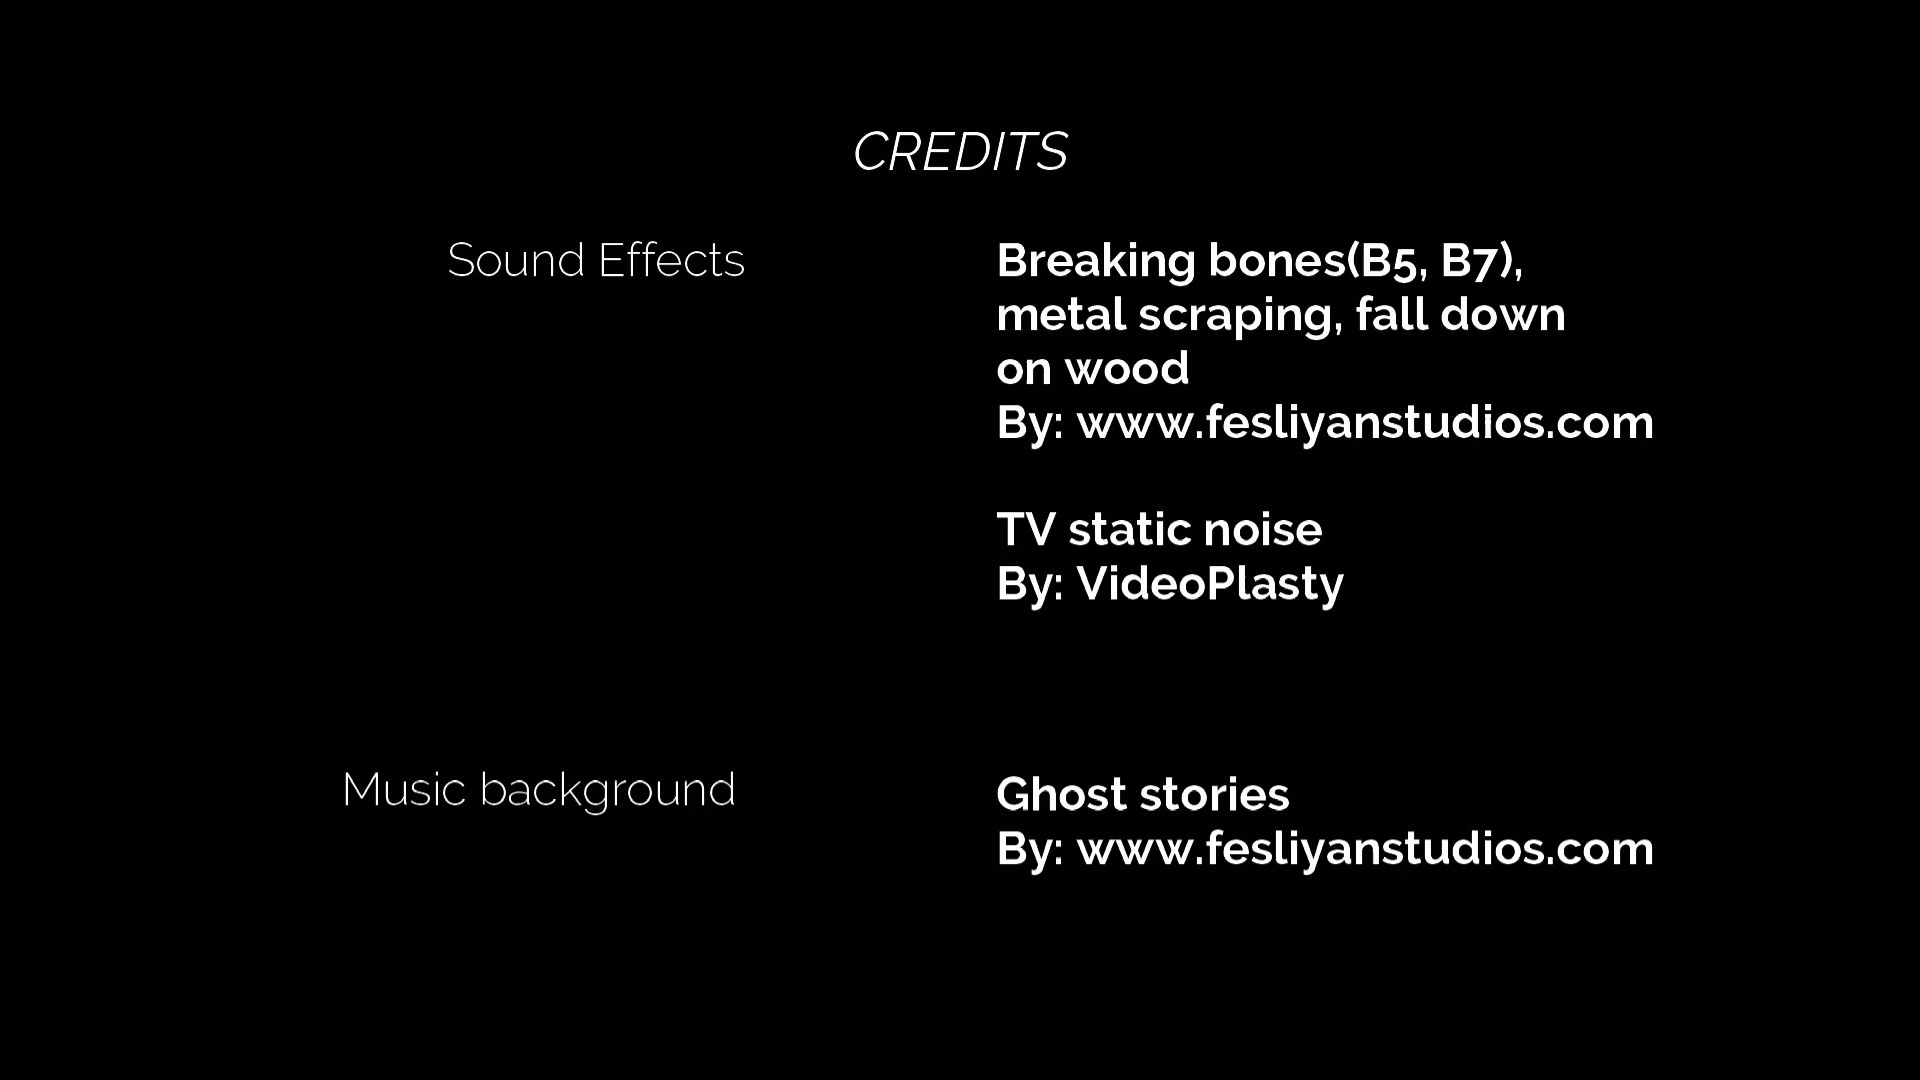 CREDITS
Sound Effects
Breaking bones(B5, B7),
metal scraping, fall down
on wood
By: www.fesliyanstudios.com
TV static noise
By: VideoPlasty
Music background
Ghost stories
By: www.fesliyanstudios.com